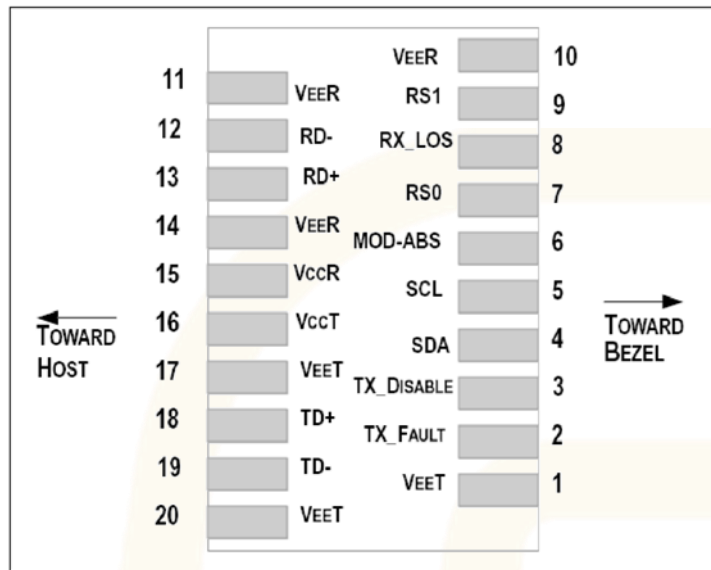 VEER 10
11 VEER
RS1 9
12 RD-
RX_LOS 8
13 RD+
RS0 7
14 VEER
MOD-ABS 6
15 VCCR
SCL 5
16 VCCT
TOWARD
HOST
TOWARD
BEZEL
SDA 4
17 VEET
TX_DISABLE 3
18 TD+
TX_FAULT 2
19 TD-
VEET 1
20 VEET